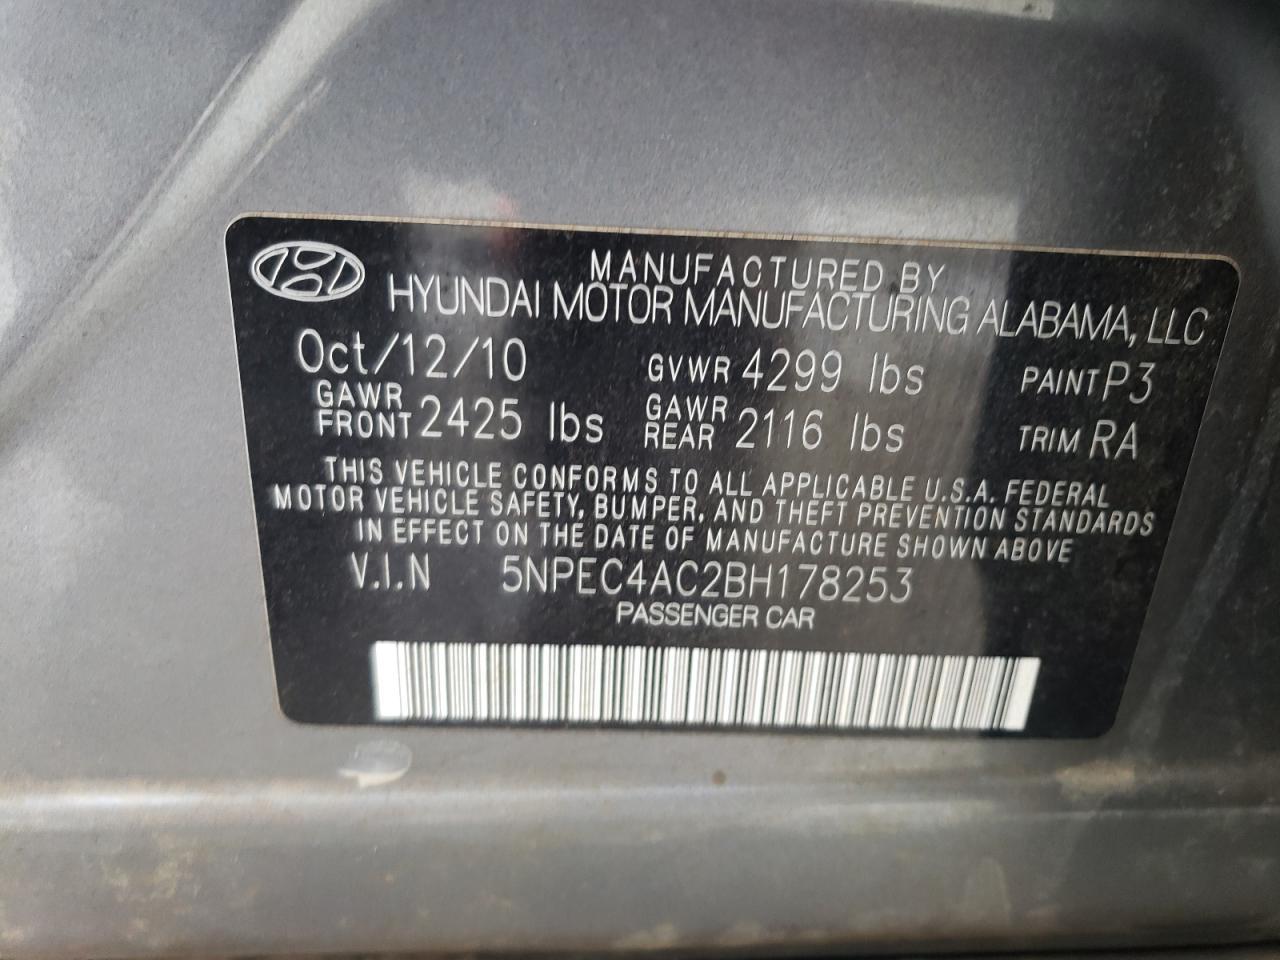 MANUFACTURED BY
HYUNDAI MOTOR MANUFACTURING ALABAMA, LLC
Oct/12/10 GVWR 4299 lbs PAINT P3
GAWR FRONT 2425 lbs GAWR REAR 2116 lbs TRIM RA
THIS VEHICLE CONFORMS TO ALL APPLICABLE U.S.A. FEDERAL
MOTOR VEHICLE SAFETY, BUMPER, AND THEFT PREVENTION STANDARDS
IN EFFECT ON THE DATE OF MANUFACTURE SHOWN ABOVE
V.I.N 5NPEC4AC2BH178253
PASSENGER CAR